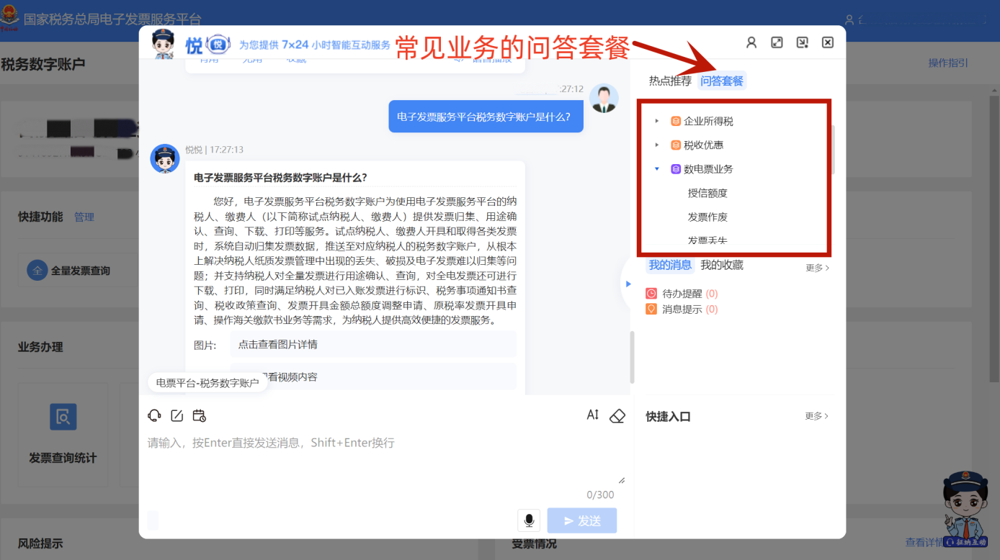 国家税务总局电子发票服务平台
悦
悦
为您提供 7×24 小时智能互动服务
常见业务的问答套餐
税务数字账户
操作指引
热点推荐
问答套餐
:27:12
电子发票服务平台税务数字账户是什么?
悦悦 | 17:27:13
电子发票服务平台税务数字账户是什么?
您好，电子发票服务平台税务数字账户为使用电子发票服务平台的纳
税人、缴费人（以下简称试点纳税人、缴费人）提供发票归集、用途确
认、查询、下载、打印等服务。试点纳税人、缴费人开具和取得各类发票
时，系统自动归集发票数据，推送至对应纳税人的税务数字账户，从根本
上解决纳税人纸质发票管理中出现的丢失、破损及电子发票难以归集等问
题；并支持纳税人对全量发票进行用途确认、查询，对全电发票还可进行
下载、打印，同时满足纳税人对已入账发票进行标识、税务事项通知书查
询、税收政策查询、发票开具金额总额度调整申请、原税率发票开具申
请、操作海关缴款书业务等需求，为纳税人提供高效便捷的发票服务。
图片:
点击查看图片详情
看视频内容
电票平台-税务数字账户
企业所得税
税收优惠
数电票业务
授信额度
发票作废
发票丢失
我的消息
我的收藏
更多
待办提醒 (0)
消息提示 (0)
快捷入口
更多
快捷功能
管理
全
全量发票查询
业务办理
发票查询统计
风险提示
请输入，按Enter直接发送消息，Shift+Enter换行
0/300
发送
受票情况
查看详情
征纳互动